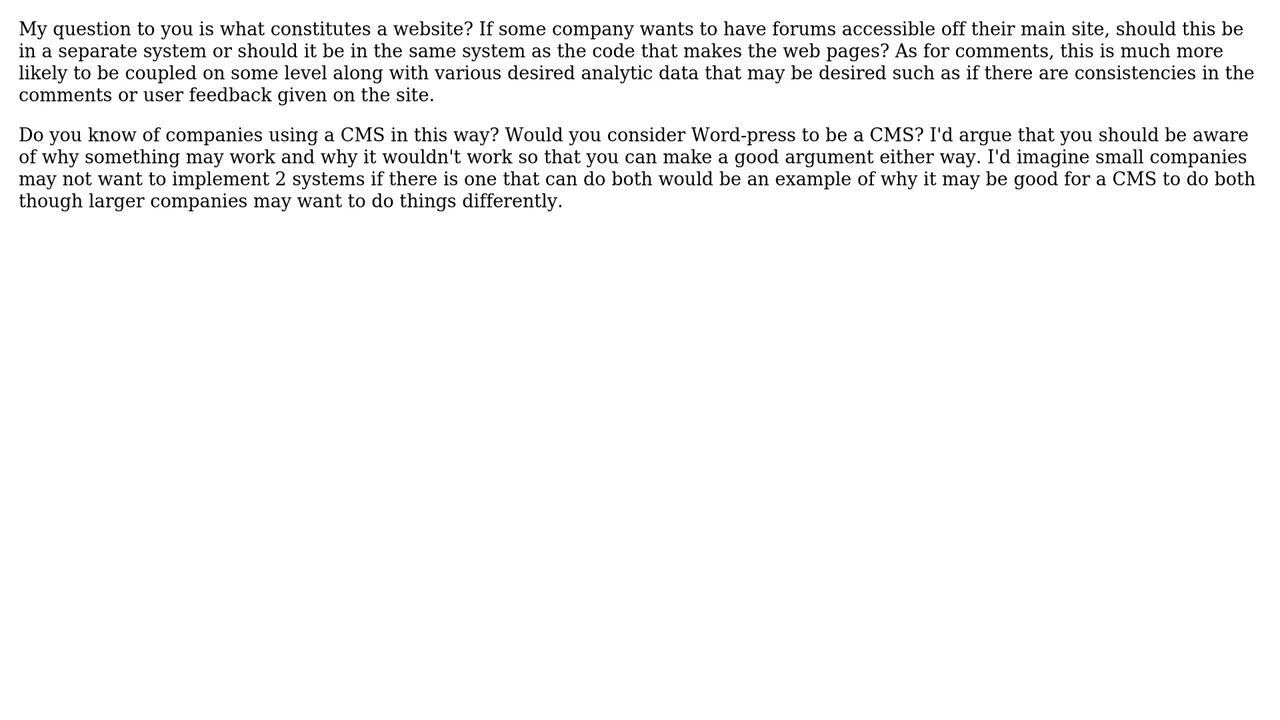 My question to you is what constitutes a website? If some company wants to have forums accessible off their main site, should this be
in a separate system or should it be in the same system as the code that makes the web pages? As for comments, this is much more
likely to be coupled on some level along with various desired analytic data that may be desired such as if there are consistencies in the
comments or user feedback given on the site.
Do you know of companies using a CMS in this way? Would you consider Word-press to be a CMS? I'd argue that you should be aware
of why something may work and why it wouldn't work so that you can make a good argument either way. I'd imagine small companies
may not want to implement 2 systems if there is one that can do both would be an example of why it may be good for a CMS to do both
though larger companies may want to do things differently.